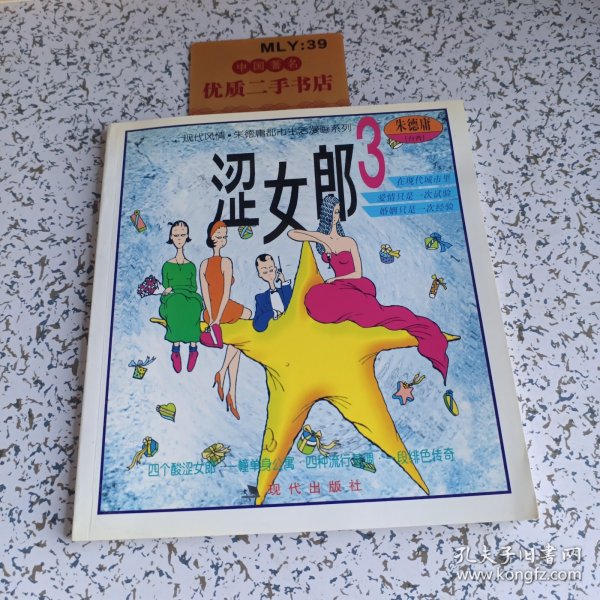 MLY:39
中国著名
优质二手书店
现代风情·朱德庸都市生活漫画系列
朱德庸
涩女郎3
在现代城市里
爱情只是一次试验
婚姻只是一次经验
四个酸涩女郎·一幢单身公寓
四种流行
一段绯色传奇
现代出版社
孔夫子旧书网
www.kongfz.com